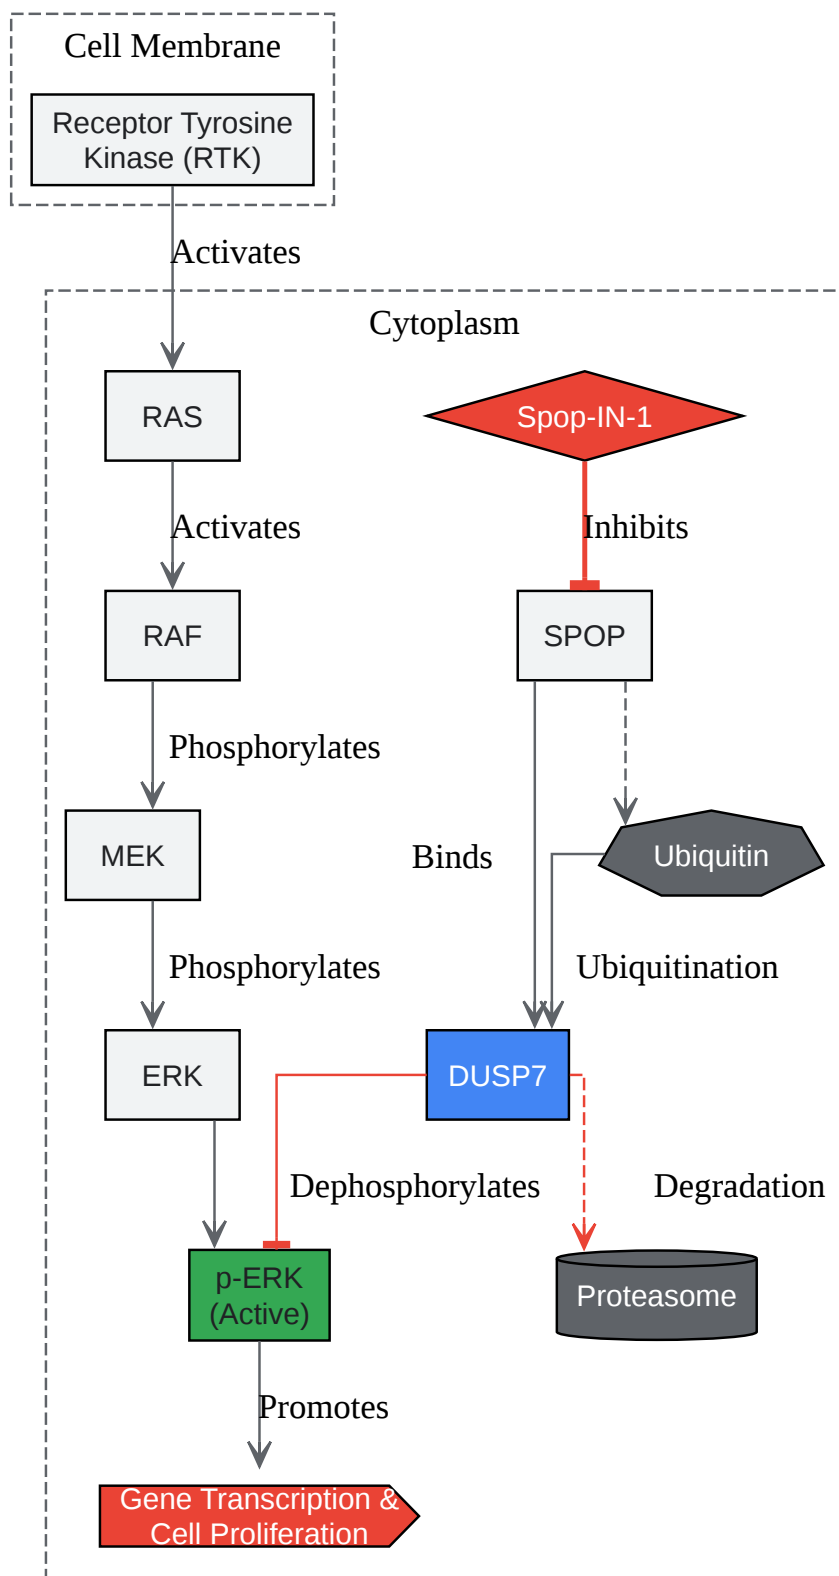 Cell Membrane
Receptor Tyrosine
Kinase (RTK)
Activates
Cytoplasm
RAS
Spop-IN-1
Activates
Inhibits
RAF
SPOP
Phosphorylates
MEK
Binds
Ubiquitin
Phosphorylates
Ubiquitination
ERK
DUSP7
Dephosphorylates
Degradation
p-ERK
(Active)
Proteasome
Promotes
Gene Transcription &
Cell Proliferation